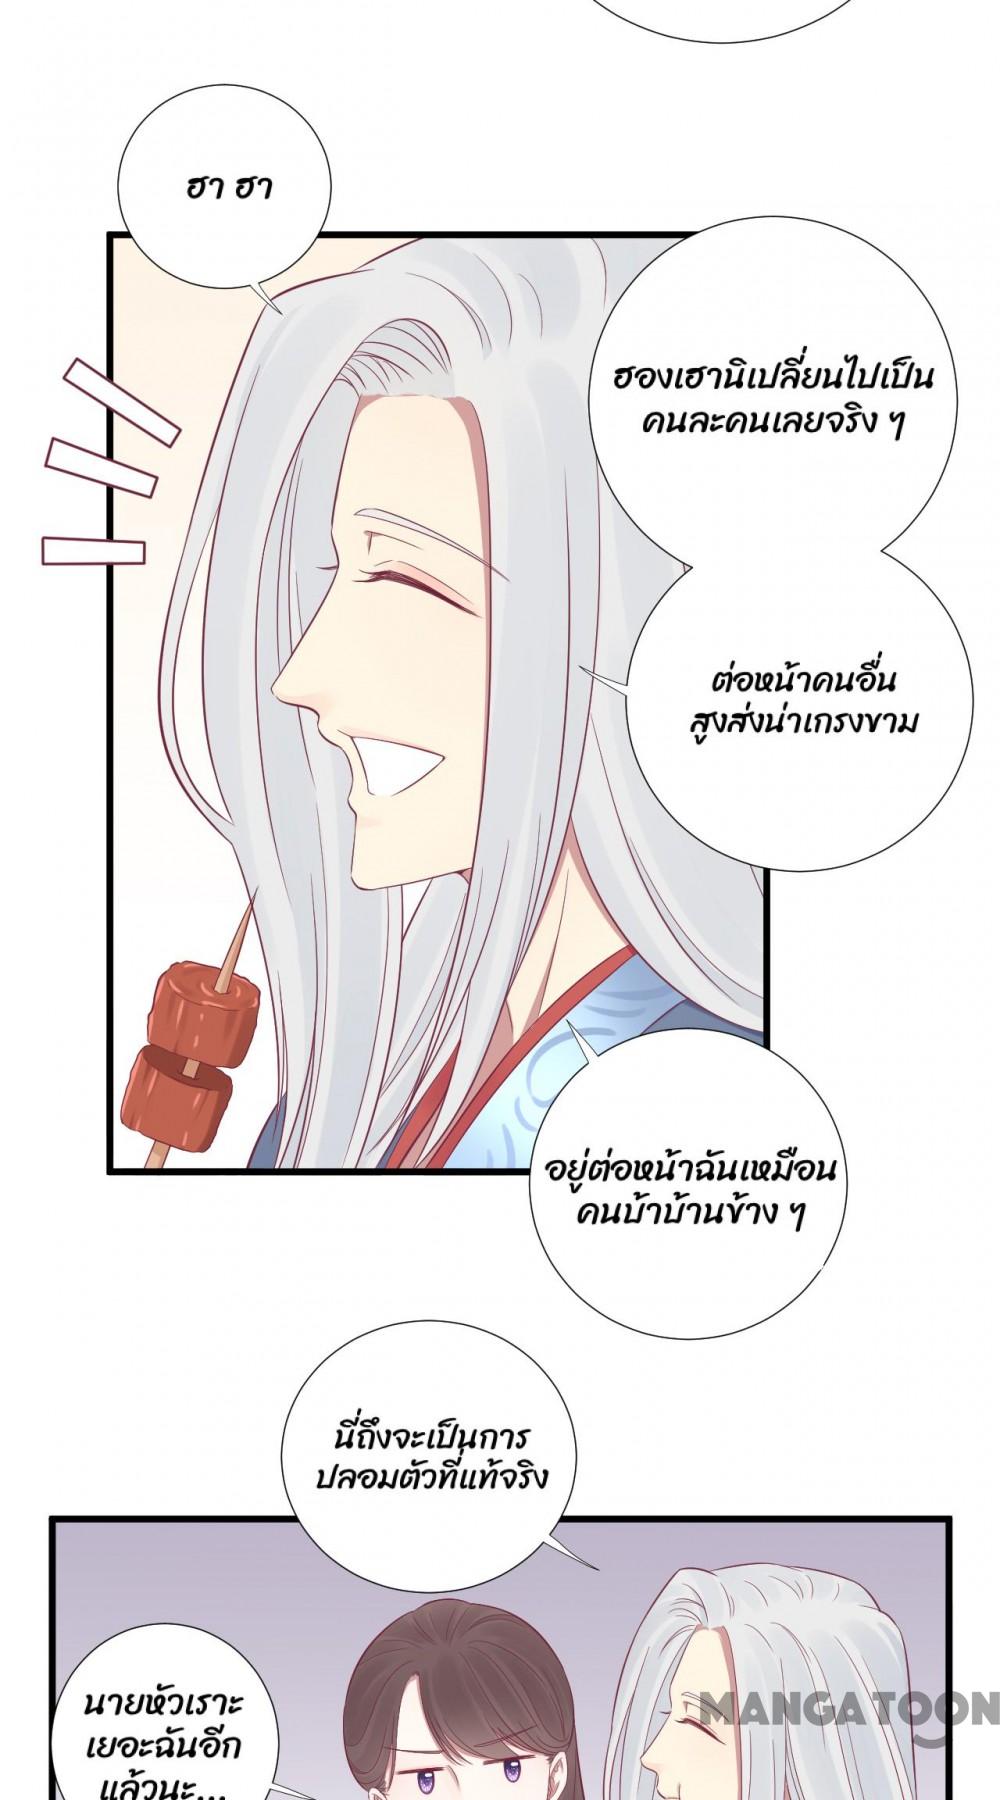 ฮา ฮา
ฮองเฮานิเปลี่ยนไปเป็น
คนละคนเลยจริง ๆ
ต่อหน้าคนอื่น
สูงส่งน่าเกรงขาม
อยู่ต่อหน้าฉันเหมือน
คนบ้าบ้านข้าง ๆ
นี่ถึงจะเป็นการ
ปลอมตัวที่แท้จริง
นายหัวเราะ
เยอะฉันอีก
แล้วนะ...
MANGATOON